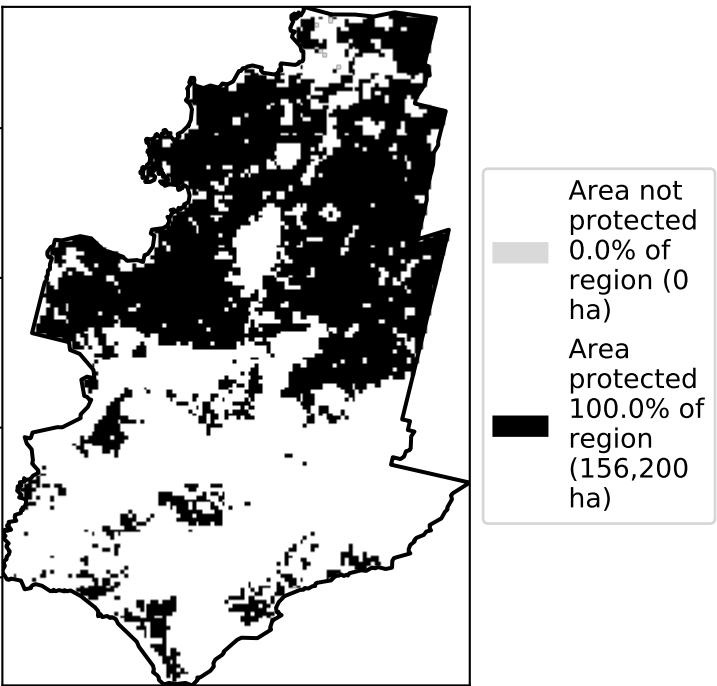 Area not
protected
0.0% of
region (0
ha)
Area
protected
100.0% of
region
(156,200
ha)